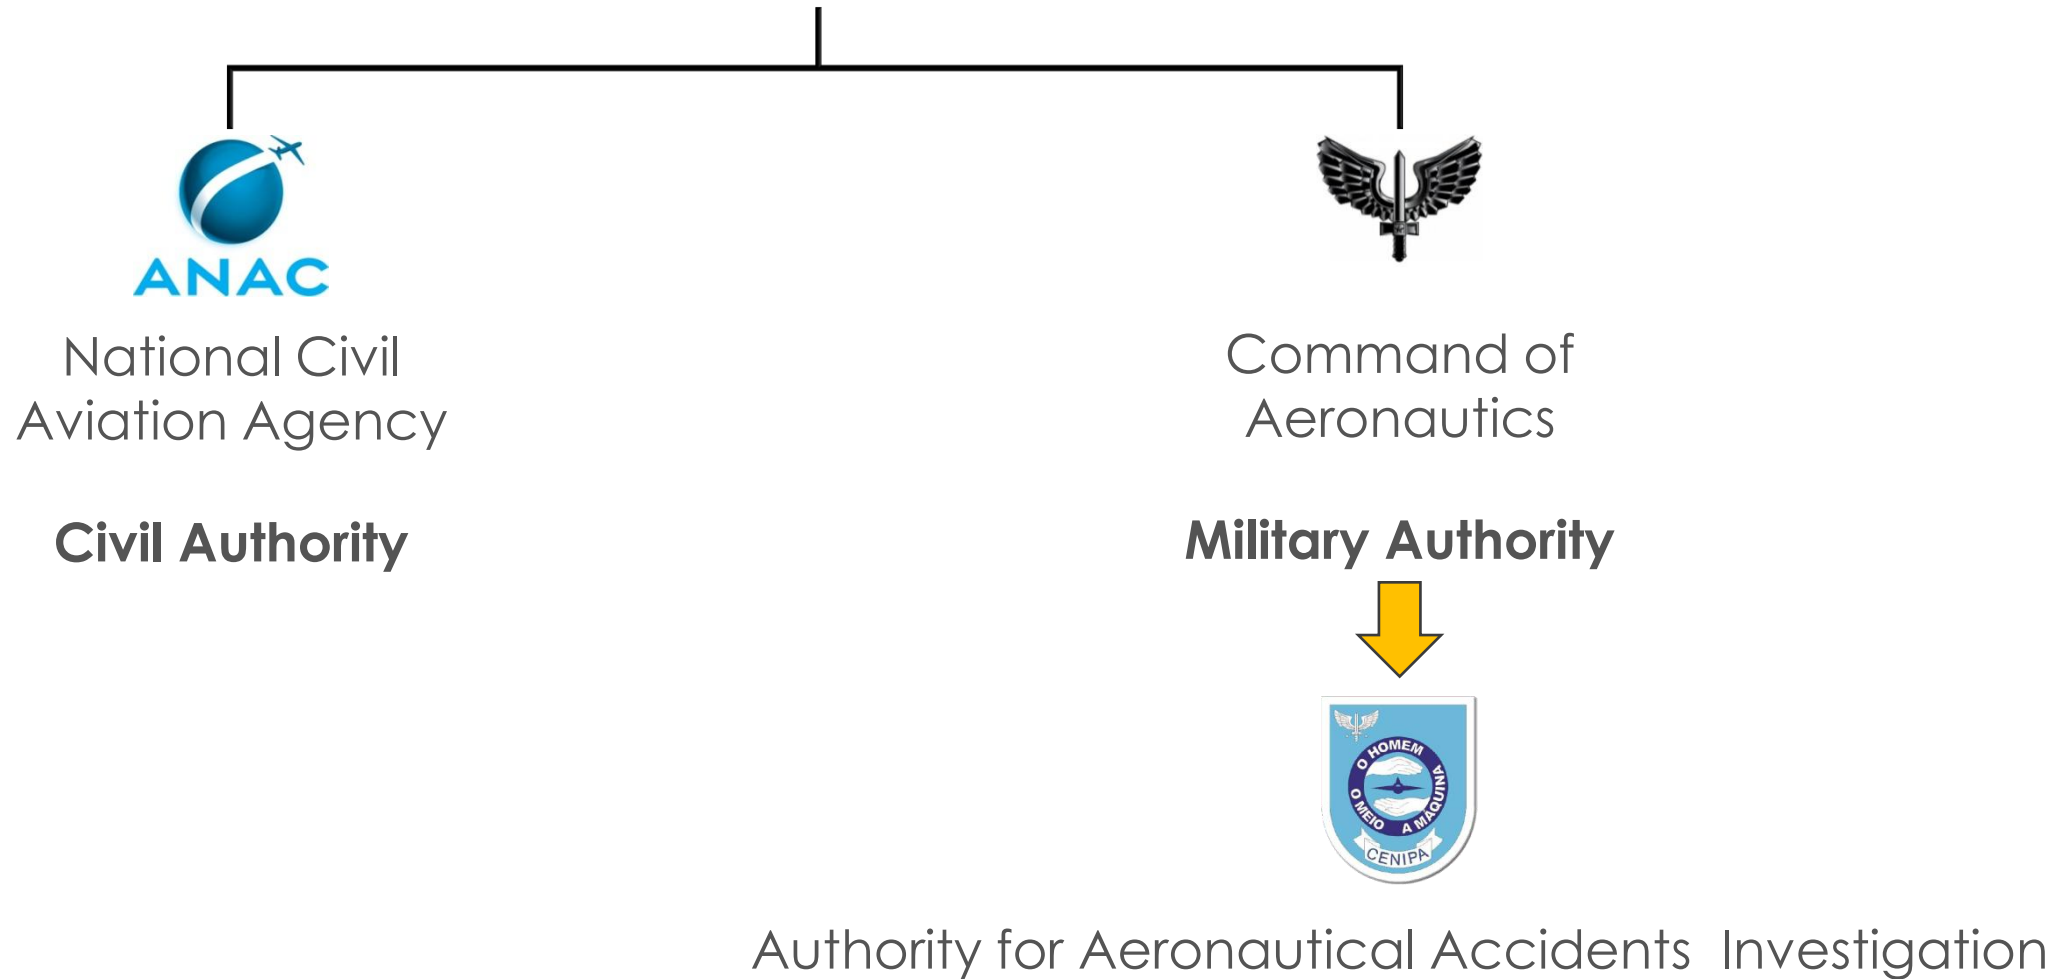 ANAC
National Civil
Aviation Agency
Civil Authority
Command of
Aeronautics
Military Authority
O HOMEM
A MÁQUINA
O MEIO
CENIPA
Authority for Aeronautical Accidents Investigation